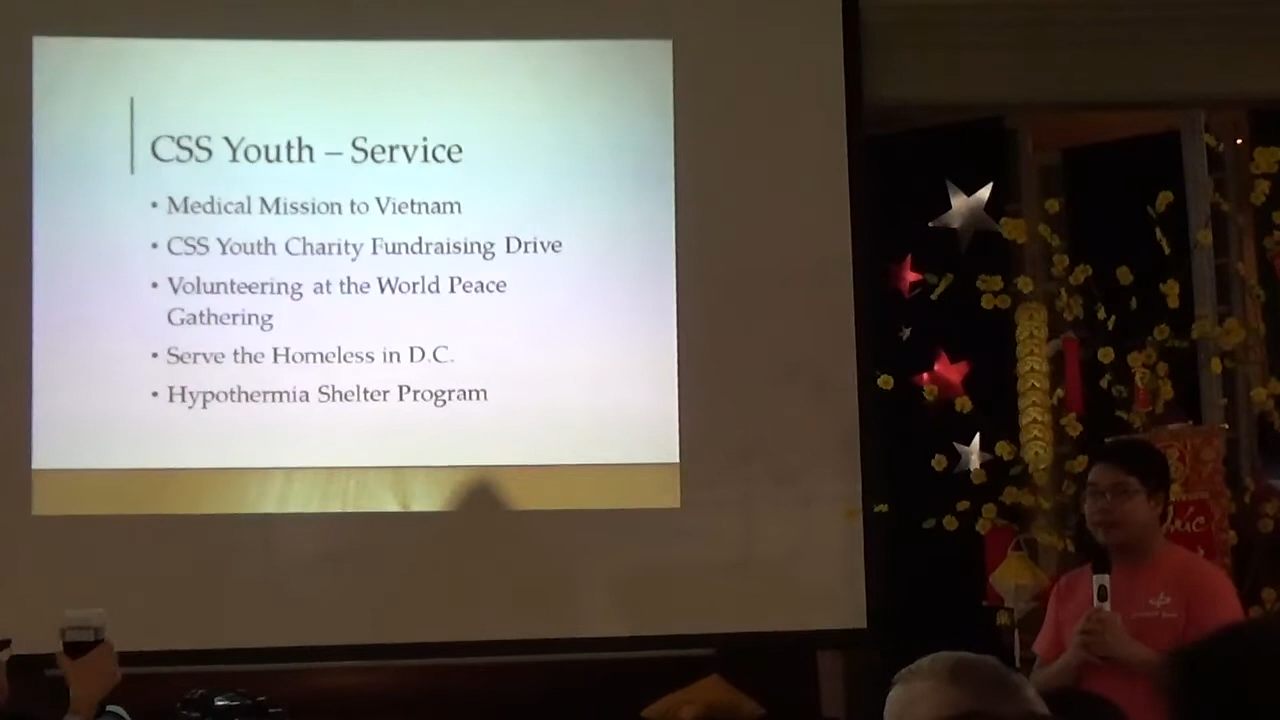 CSS Youth – Service
• Medical Mission to Vietnam
• CSS Youth Charity Fundraising Drive
• Volunteering at the World Peace
Gathering
• Serve the Homeless in D.C.
• Hypothermia Shelter Program